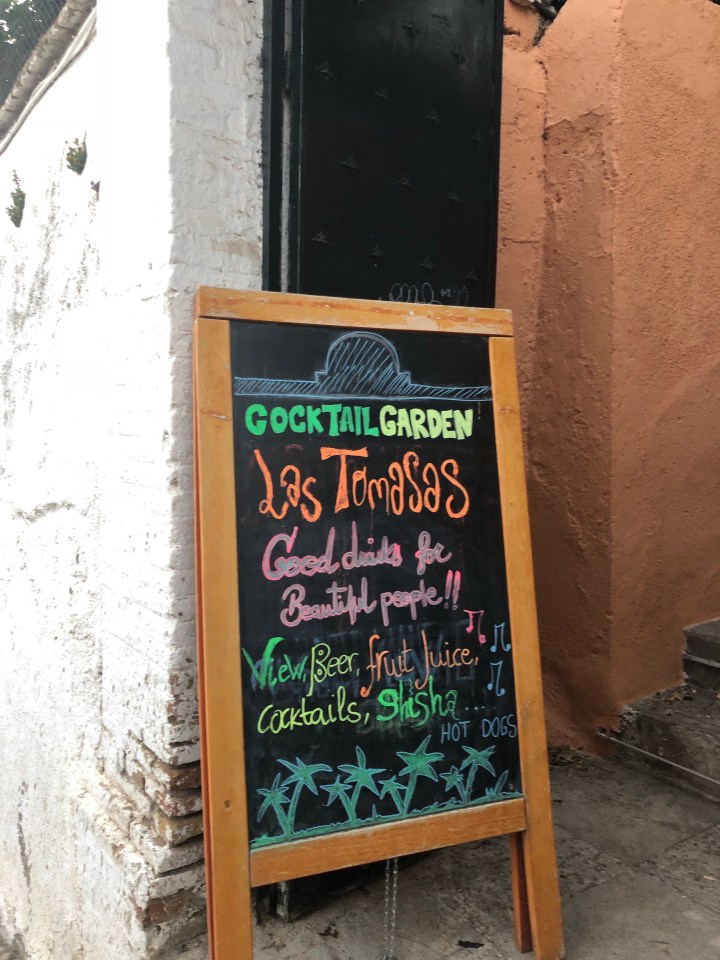 COCKTAIL GARDEN
Las Tomasas
Good drinks for
Beautiful people!!
View, Beer, fruit Juice,
Cocktails, Shisha ...
HOT DOGS